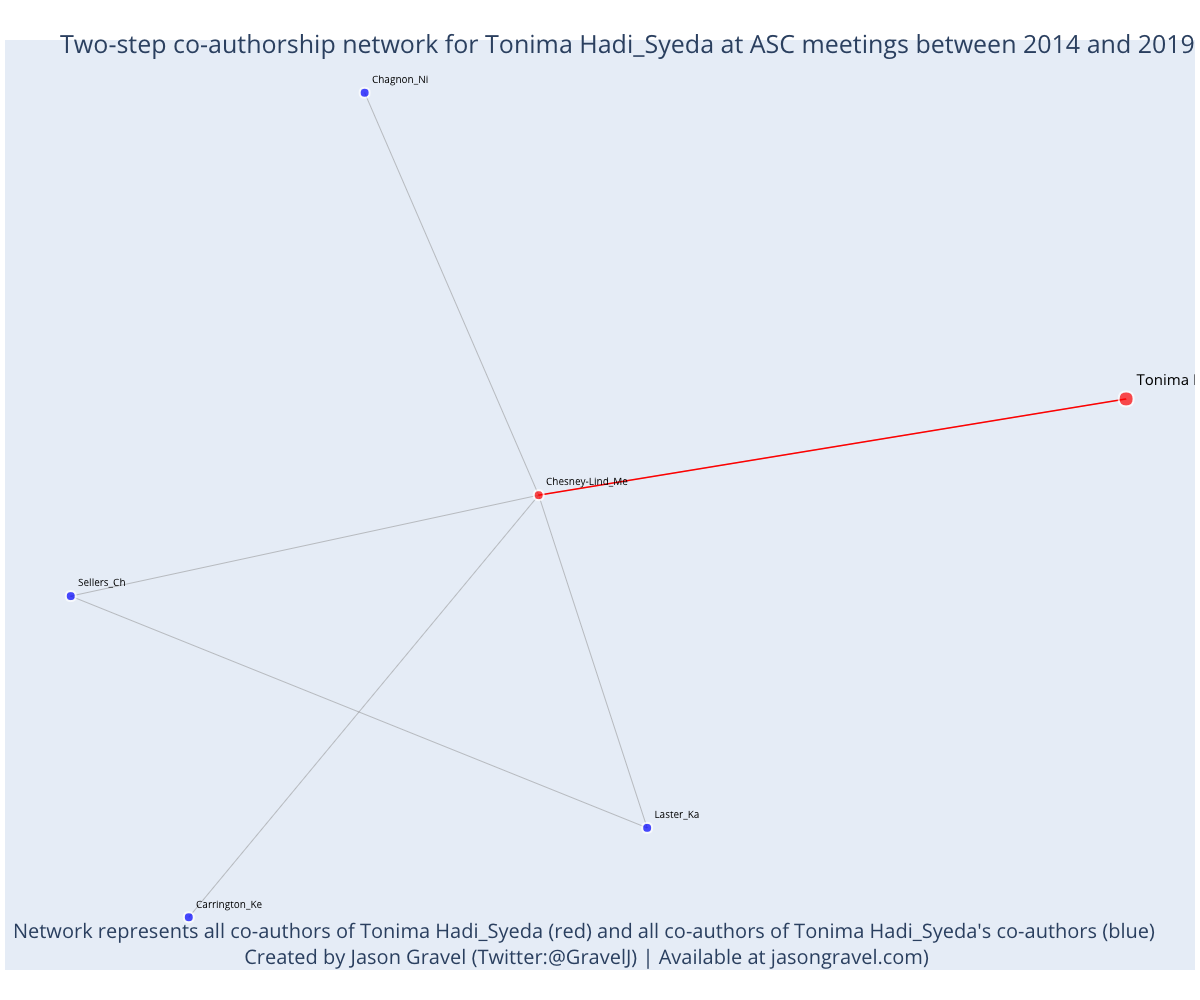 Two-step co-authorship network for Tonima Hadi_Syeda at ASC meetings between 2014 and 2019
Chagnon_Ni
Tonima
Chesney-Lind_Me
Sellers_Ch
Laster_Ka
Carrington_Ke
Network represents all co-authors of Tonima Hadi_Syeda (red) and all co-authors of Tonima Hadi_Syeda's co-authors (blue)
Created by Jason Gravel (Twitter:@GravelJ) | Available at jasongravel.com)